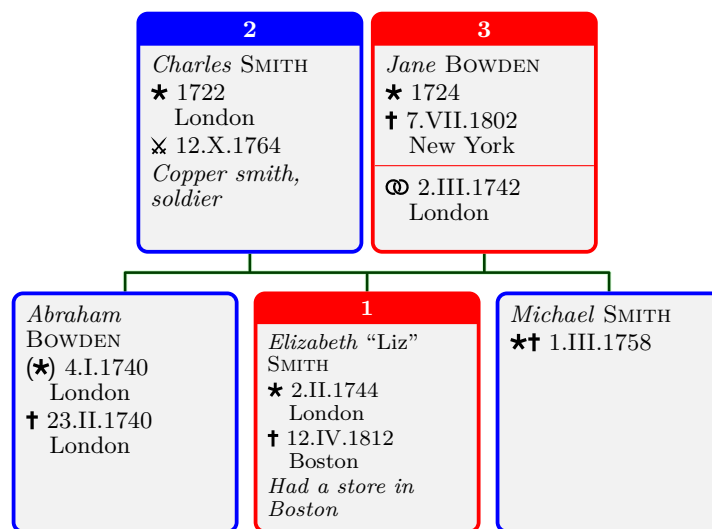 2
Charles SMITH
* 1722
London
⚔ 12.X.1764
Copper smith,
soldier
3
Jane BOWDEN
* 1724
† 7.VII.1802
New York
⚭ 2.III.1742
London
Abraham
BOWDEN
(*) 4.I.1740
London
† 23.II.1740
London
1
Elizabeth “Liz”
SMITH
* 2.II.1744
London
† 12.IV.1812
Boston
Had a store in
Boston
Michael SMITH
*† 1.III.1758